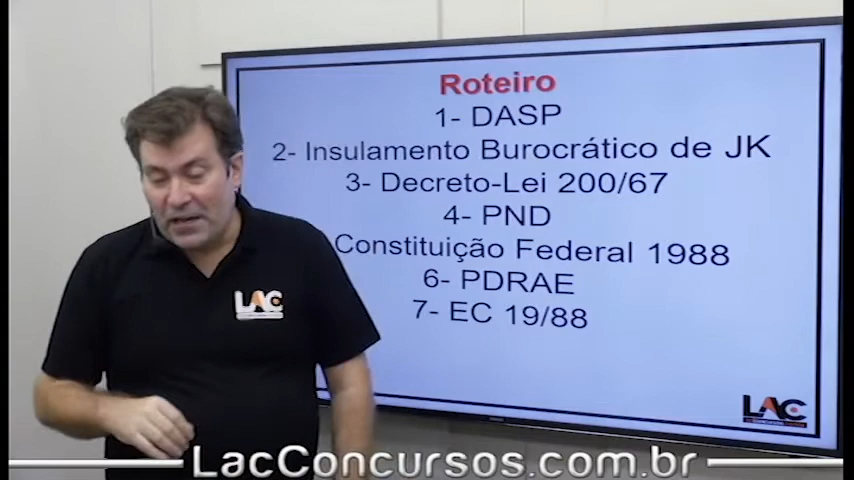 Roteiro
1- DASP
2- Insulamento Burocrático de JK
3- Decreto-Lei 200/67
4- PND
Constituição Federal 1988
6- PDRAE
7- EC 19/88
LAC
LAC
LacConcursos.com.br